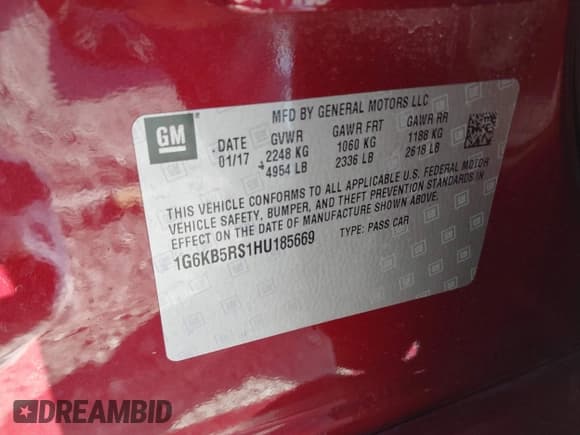 MFD BY GENERAL MOTORS LLC
GM
DATE GVWR GAWR FRT GAWR RR
01/17 2248 KG 1060 KG 1188 KG
4954 LB 2336 LB 2618 LB
THIS VEHICLE CONFORMS TO ALL APPLICABLE U.S. FEDERAL MOTOR
VEHICLE SAFETY, BUMPER, AND THEFT PREVENTION STANDARDS IN
EFFECT ON THE DATE OF MANUFACTURE SHOWN ABOVE.
1G6KB5RS1HU185669 TYPE: PASS CAR
DREAMBID